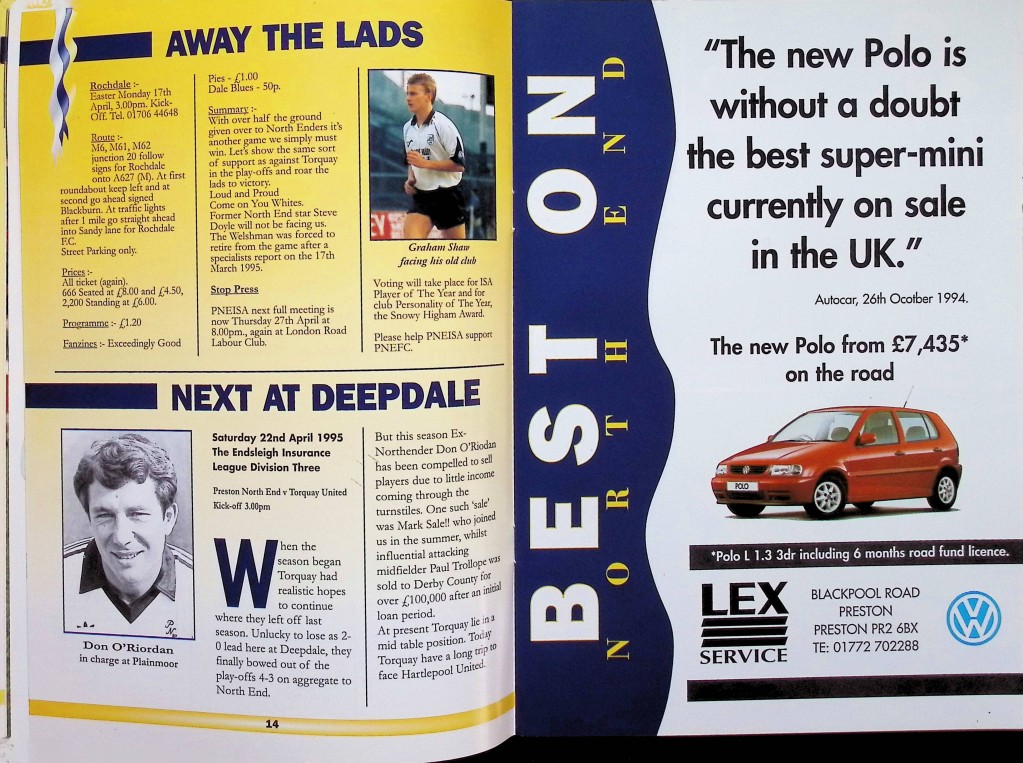 AWAY THE LADS
Rochdale :-
Easter Monday 17th
April, 3.00pm. Kick-
Off. Tel. 01706 44648
Route :-
M6, M61, M62
junction 20 follow
signs for Rochdale
onto A627 (M). At first
roundabout keep left and at
second go ahead signed
Blackburn. At traffic lights
after 1 mile go straight ahead
into Sandy lane for Rochdale
F.C.
Street Parking only.
Prices :-
All ticket (again).
666 Seated at £8.00 and £4.50,
2,200 Standing at £6.00.
Programme :- £1.20
Fanzines :- Exceedingly Good
Pies - £1.00
Dale Blues - 50p.
Summary :-
With over half the ground
given over to North Enders it's
another game we simply must
win. Let's show the same sort
of support as against Torquay
in the play-offs and roar the
lads to victory.
Loud and Proud
Come on You Whites.
Former North End star Steve
Doyle will not be facing us.
The Welshman was forced to
retire from the game after a
specialists report on the 17th
March 1995.
Stop Press
PNEISA next full meeting is
now Thursday 27th April at
8.00pm., again at London Road
Labour Club.
Graham Shaw
facing his old club
Voting will take place for ISA
Player of The Year and for
club Personality of The Year,
the Snowy Higham Award.
Please help PNEISA support
PNEFC.
NEXT AT DEEPDALE
Don O'Riordan
in charge at Plainmoor
Saturday 22nd April 1995
The Endsleigh Insurance
League Division Three
Preston North End v Torquay United
Kick-off 3.00pm
When the
season began
Torquay had
realistic hopes
to continue
where they left off last
season. Unlucky to lose as 2-
0 lead here at Deepdale, they
finally bowed out of the
play-offs 4-3 on aggregate to
North End.
But this season Ex-
Northender Don O'Riodan
has been compelled to sell
players due to little income
coming through the
turnstiles. One such 'sale'
was Mark Sale!! who joined
us in the summer, whilst
influential attacking
midfielder Paul Trollope was
sold to Derby County for
over £100,000 after an initial
loan period.
At present Torquay lie in a
mid table position. Today
Torquay have a long trip to
face Hartlepool United.
14
BEST ON
NORTH END
"The new Polo is
without a doubt
the best super-mini
currently on sale
in the UK."
Autocar, 26th Ocotber 1994.
The new Polo from £7,435*
on the road
POLO
*Polo L 1.3 3dr including 6 months road fund licence.
LEX
SERVICE
BLACKPOOL ROAD
PRESTON
PRESTON PR2 6BX
TE: 01772 702288